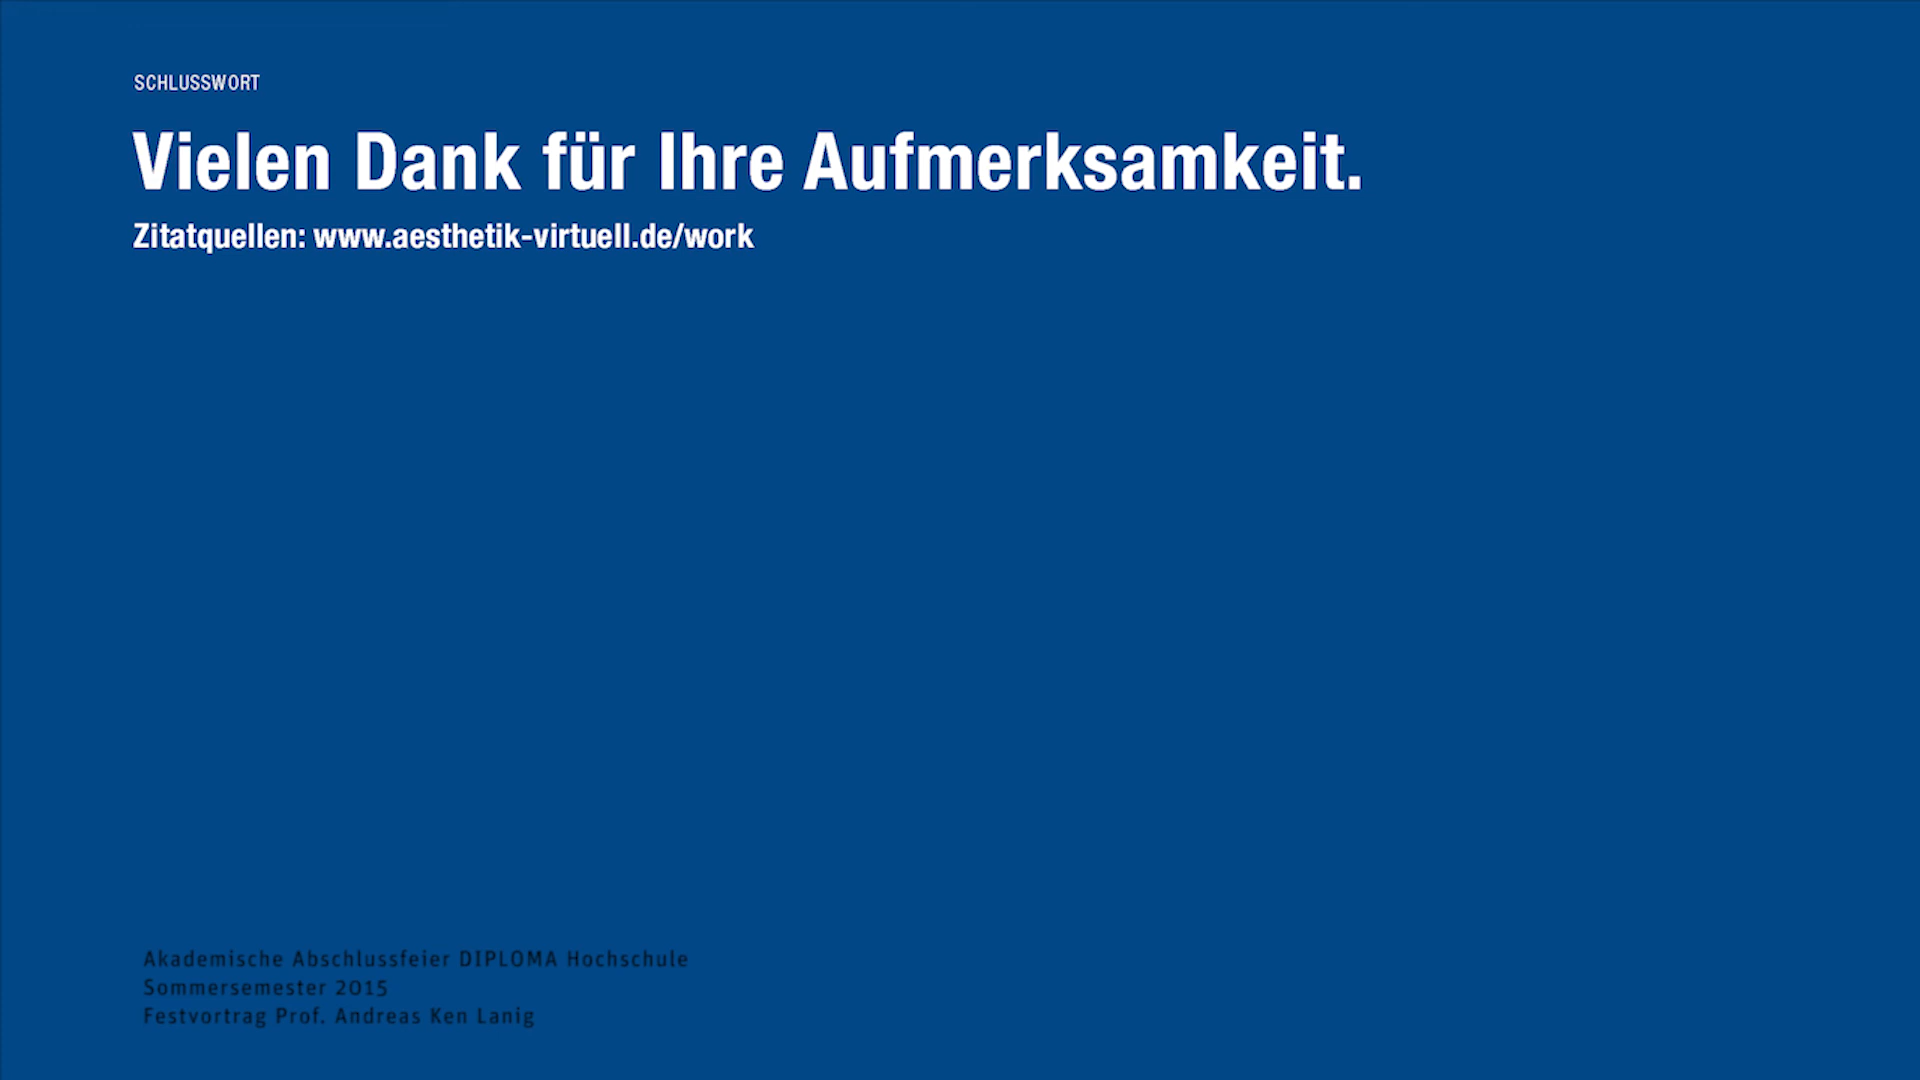 SCHLUSSWORT
Vielen Dank für Ihre Aufmerksamkeit.
Zitatquellen: www.aesthetik-virtuell.de/work
Akademische Abschlussfeier DIPLOMA Hochschule
Sommersemester 2015
Festvortrag Prof. Andreas Ken Lanig